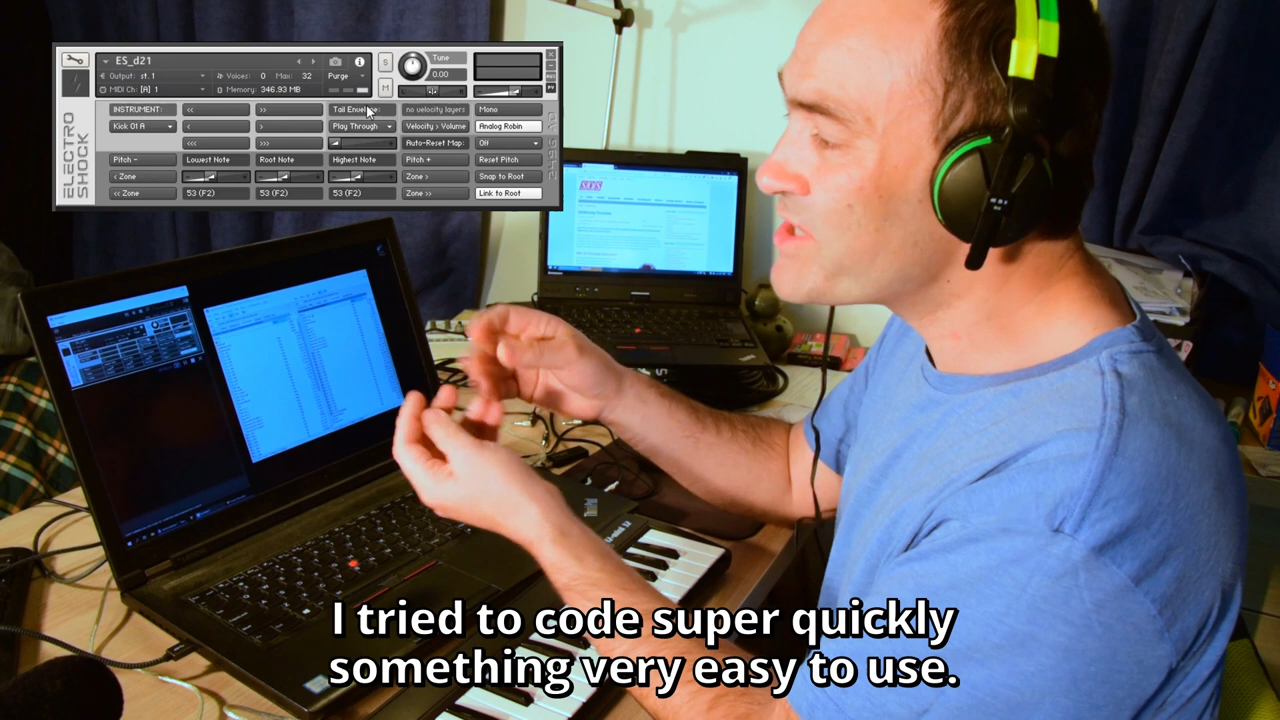 ES_d21
Output: st. 1 Voices: 0 Max: 32 Purge
MIDI Ch: [A] 1 Memory: 346.93 MB
S
M
Tune
0.00
ELECTRO
SHOCK
INSTRUMENT: << >> Tail Envelope: no velocity layers Mono
Kick 01 A < > Play Through Velocity > Volume Analog Robin
<<< >>> Auto-Reset Map: Off
Pitch - Lowest Note Root Note Highest Note Pitch + Reset Pitch
< Zone Zone > Snap to Root
<< Zone 53 (F2) 53 (F2) 53 (F2) Zone >> Link to Root
I tried to code super quickly
something very easy to use.